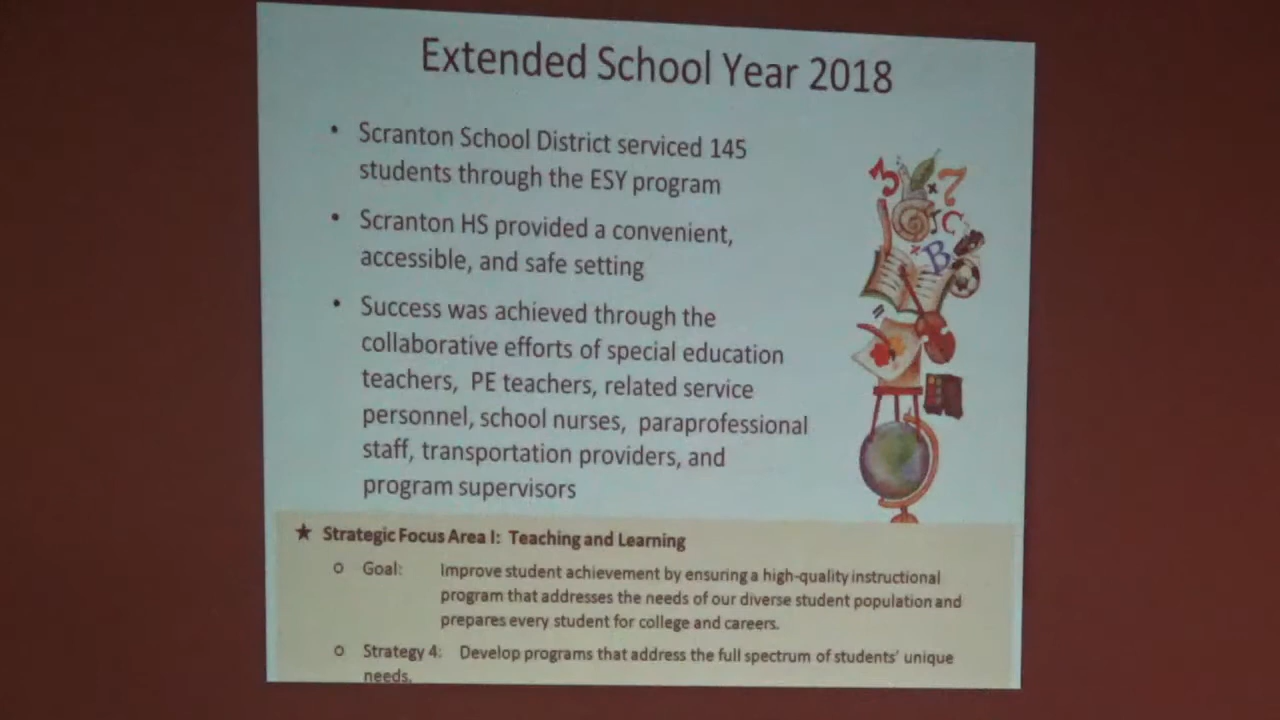 Extended School Year 2018
• Scranton School District serviced 145
students through the ESY program
• Scranton HS provided a convenient,
accessible, and safe setting
• Success was achieved through the
collaborative efforts of special education
teachers, PE teachers, related service
personnel, school nurses, paraprofessional
staff, transportation providers, and
program supervisors
3 x 7
C
x B
=
★ Strategic Focus Area I: Teaching and Learning
o Goal: Improve student achievement by ensuring a high-quality instructional
program that addresses the needs of our diverse student population and
prepares every student for college and careers.
o Strategy 4: Develop programs that address the full spectrum of students' unique
needs.